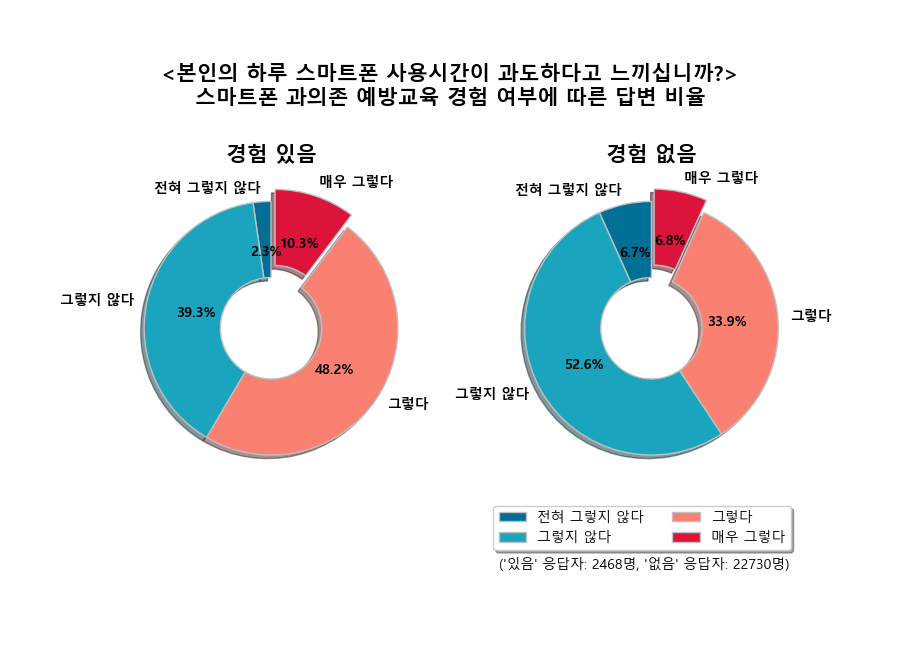 <본인의 하루 스마트폰 사용시간이 과도하다고 느끼십니까?>
스마트폰 과의존 예방교육 경험 여부에 따른 답변 비율
경험 있음
전혀 그렇지 않다
매우 그렇다
2.3%
10.3%
그렇지 않다
39.3%
48.2%
그렇다
경험 없음
전혀 그렇지 않다
매우 그렇다
6.7%
6.8%
33.9%
그렇다
52.6%
그렇지 않다
전혀 그렇지 않다
그렇지 않다
그렇다
매우 그렇다
('있음' 응답자: 2468명, '없음' 응답자: 22730명)